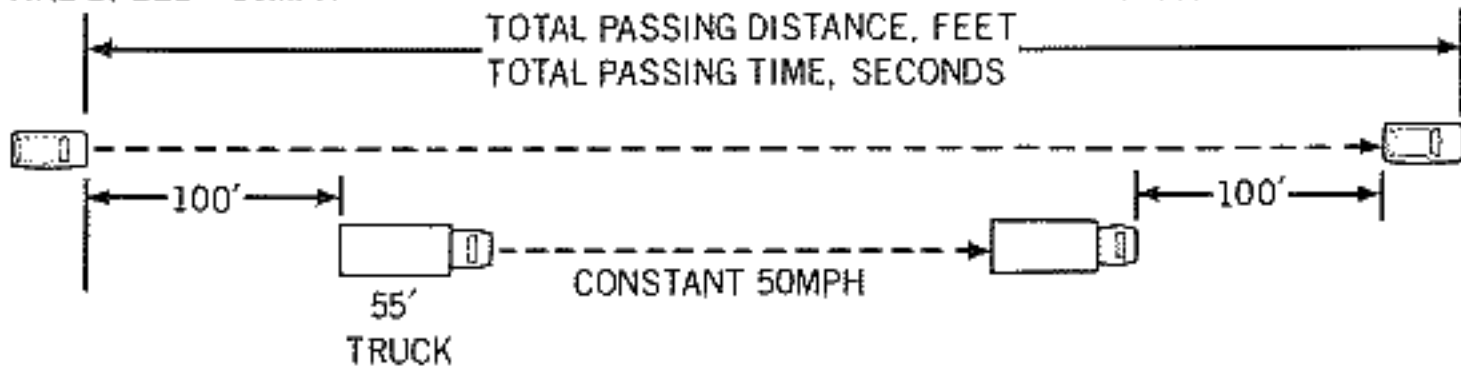 TOTAL PASSING DISTANCE, FEET
TOTAL PASSING TIME, SECONDS
100′
100′
CONSTANT 50MPH
55′
TRUCK